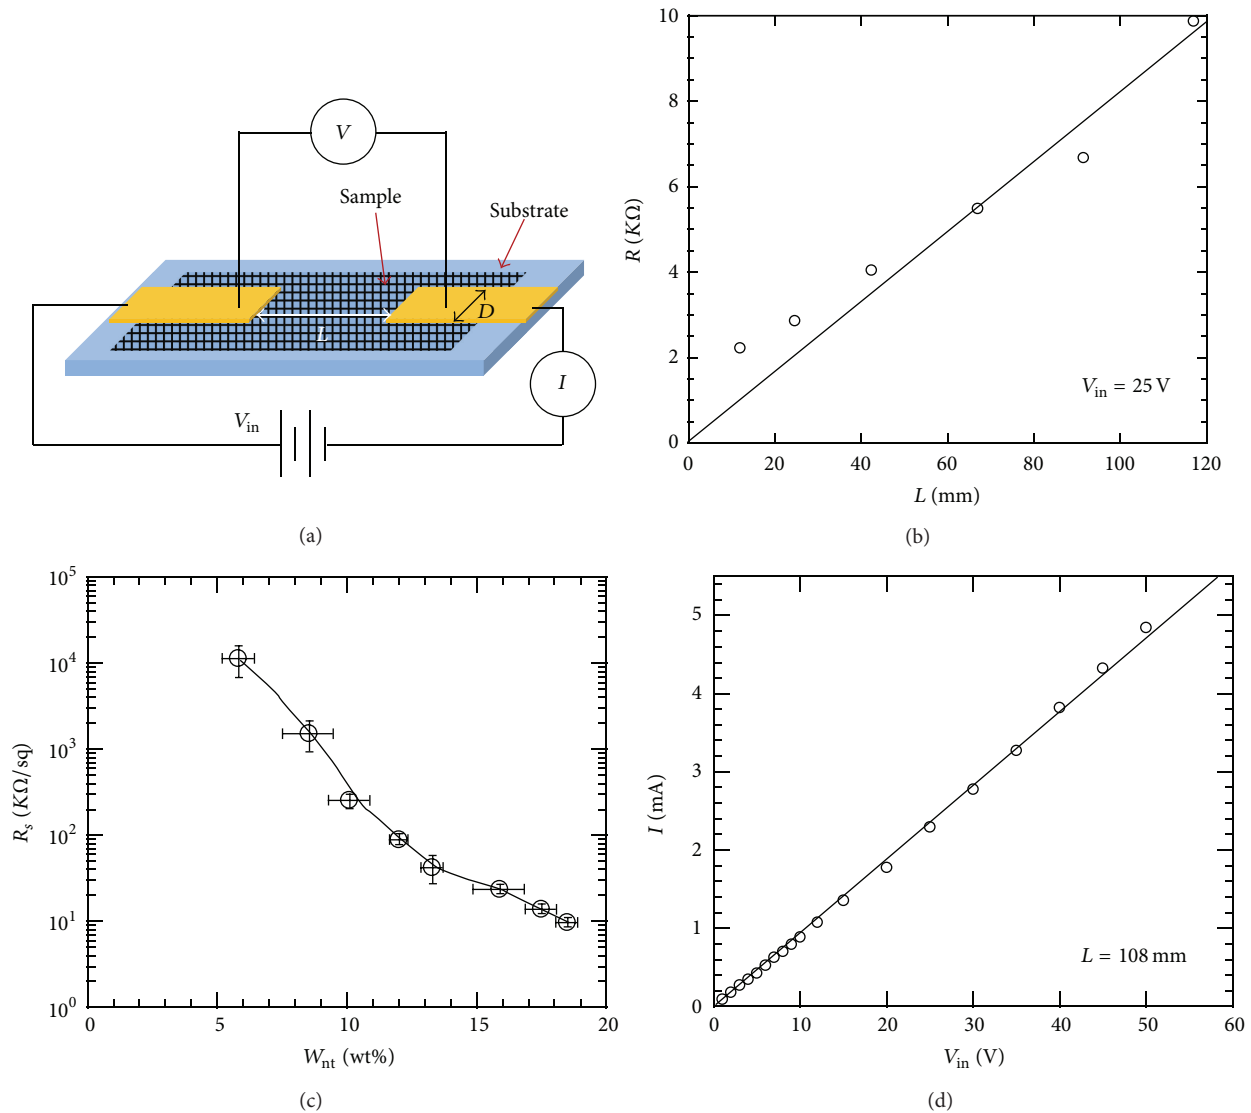 V
Sample
Substrate
D
L
I
V_in
(a)
10
8
6
4
2
0
R (KΩ)
V_in = 25 V
0 20 40 60 80 100 120
L (mm)
(b)
10^5
10^4
10^3
10^2
10^1
10^0
R_s (KΩ/sq)
0 5 10 15 20
W_nt (wt%)
(c)
5
4
3
2
1
0
I (mA)
L = 108 mm
0 10 20 30 40 50 60
V_in (V)
(d)